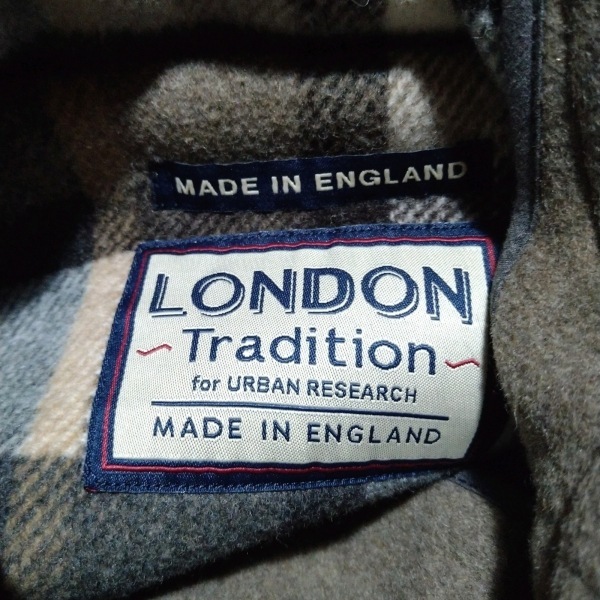 MADE IN ENGLAND
LONDON
Tradition
for URBAN RESEARCH
MADE IN ENGLAND